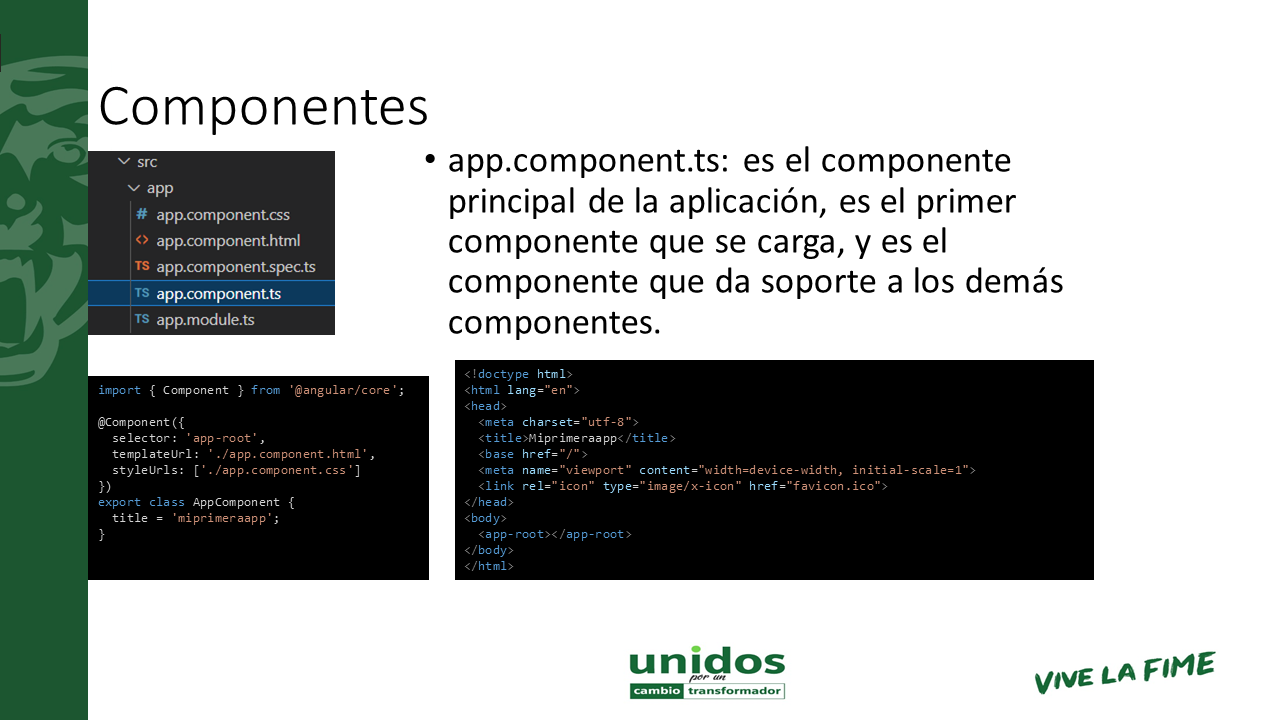 Componentes
src
app
# app.component.css
<> app.component.html
TS app.component.spec.ts
TS app.component.ts
TS app.module.ts
• app.component.ts: es el componente
principal de la aplicación, es el primer
componente que se carga, y es el
componente que da soporte a los demás
componentes.
import { Component } from '@angular/core';
@Component({
  selector: 'app-root',
  templateUrl: './app.component.html',
  styleUrls: ['./app.component.css']
})
export class AppComponent {
  title = 'miprimeraapp';
}
<!doctype html>
<html lang="en">
<head>
  <meta charset="utf-8">
  <title>Miprimeraapp</title>
  <base href="/">
  <meta name="viewport" content="width=device-width, initial-scale=1">
  <link rel="icon" type="image/x-icon" href="favicon.ico">
</head>
<body>
  <app-root></app-root>
</body>
</html>
unidos
por un
cambio transformador
VIVE LA FIME